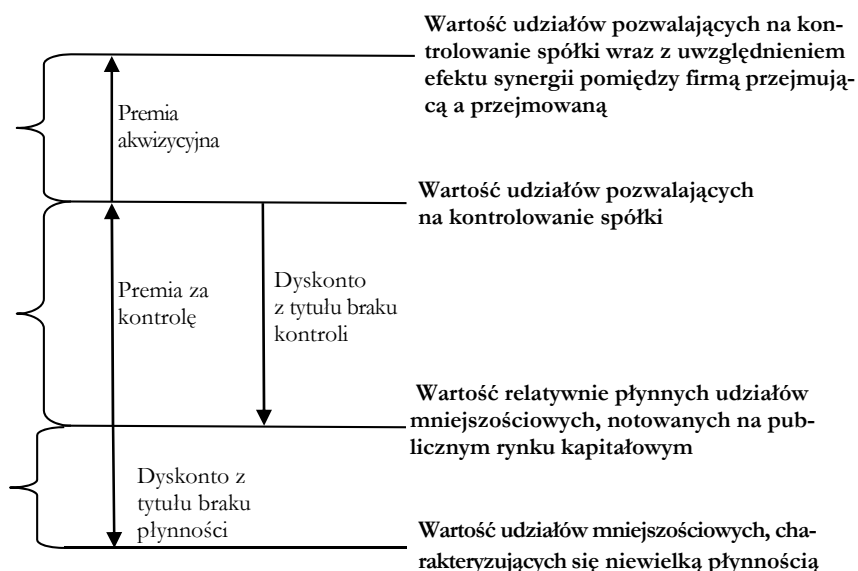 Wartość udziałów pozwalających na kon-
trolowanie spółki wraz z uwzględnieniem
efektu synergii pomiędzy firmą przejmują-
cą a przejmowaną
Premia
akwizycyjna
Wartość udziałów pozwalających
na kontrolowanie spółki
Premia za
kontrolę
Dyskonto
z tytułu braku
kontroli
Wartość relatywnie płynnych udziałów
mniejszościowych, notowanych na pub-
licznym rynku kapitałowym
Dyskonto z
tytułu braku
płynności
Wartość udziałów mniejszościowych, cha-
rakteryzujących się niewielką płynnością